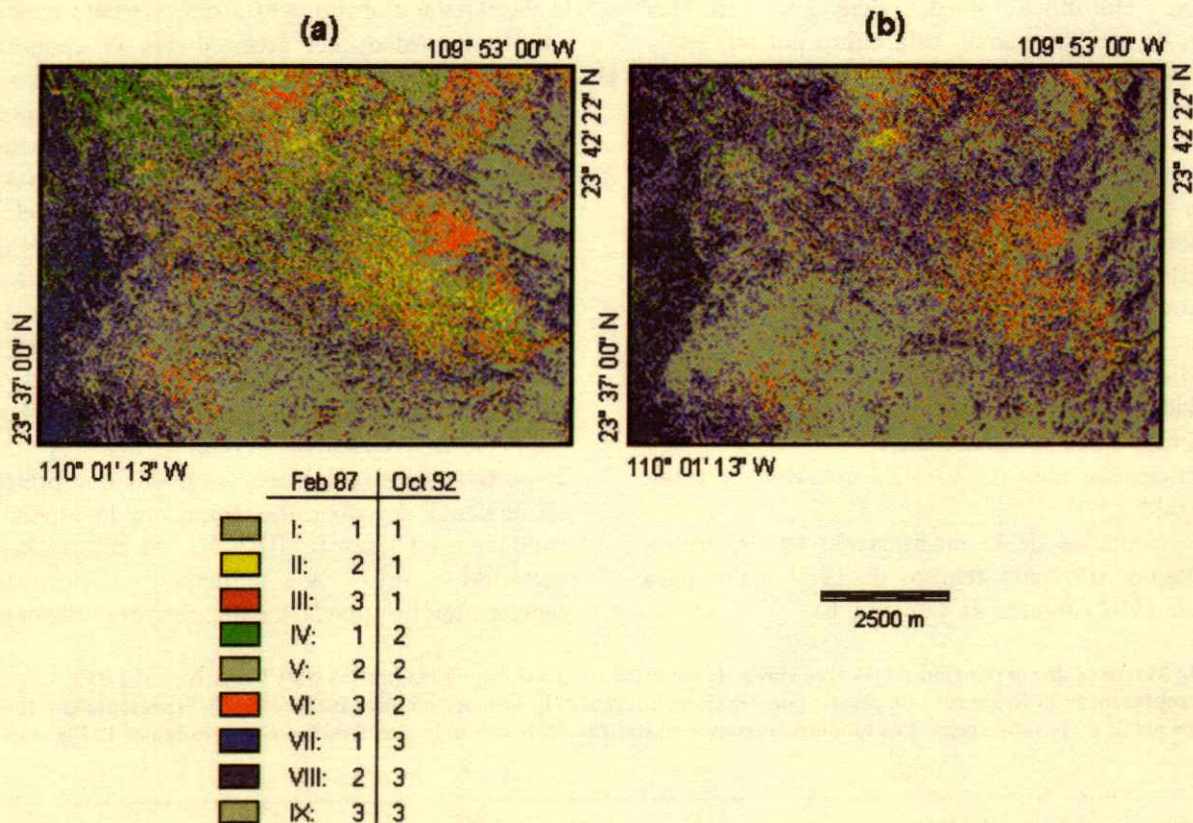 (a)
(b)
109° 53' 00" W
109° 53' 00" W
23° 42' 22" N
23° 42' 22" N
23° 37' 00" N
23° 37' 00" N
110° 01' 13" W
110° 01' 13" W
Feb 87 Oct 92
I: 1 1
II: 2 1
III: 3 1
IV: 1 2
V: 2 2
VI: 3 2
VII: 1 3
VIII: 2 3
IX: 3 3
2500 m